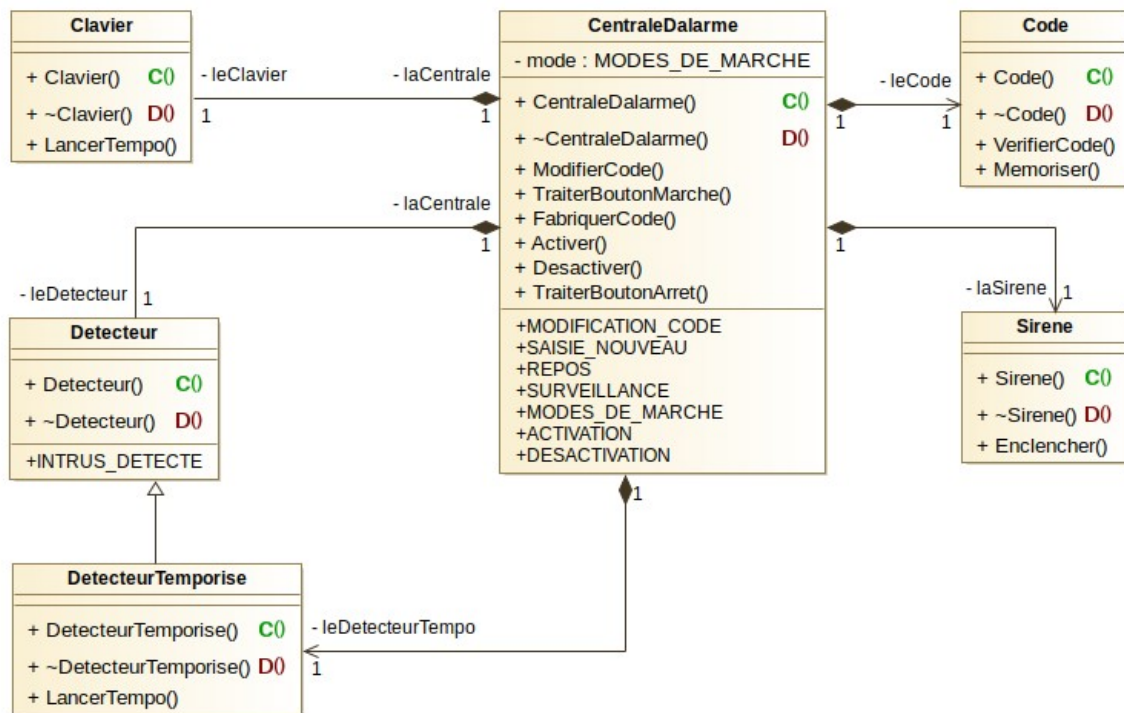 Clavier
+ Clavier() C()
+ ~Clavier() D()
+ LancerTempo()
- leClavier
1
- laCentrale
1
CentraleDalarme
- mode : MODES_DE_MARCHE
+ CentraleDalarme() C()
+ ~CentraleDalarme() D()
+ ModifierCode()
+ TraiterBoutonMarche()
+ FabriquerCode()
+ Activer()
+ Desactiver()
+ TraiterBoutonArret()
+MODIFICATION_CODE
+SAISIE_NOUVEAU
+REPOS
+SURVEILLANCE
+MODES_DE_MARCHE
+ACTIVATION
+DESACTIVATION
- leCode
1
1
Code
+ Code() C()
+ ~Code() D()
+ VerifierCode()
+ Memoriser()
- laCentrale
1
- leDetecteur
1
1
- laSirene
1
Detecteur
+ Detecteur() C()
+ ~Detecteur() D()
+INTRUS_DETECTE
Sirene
+ Sirene() C()
+ ~Sirene() D()
+ Enclencher()
1
- leDetecteurTempo
1
DetecteurTemporise
+ DetecteurTemporise() C()
+ ~DetecteurTemporise() D()
+ LancerTempo()